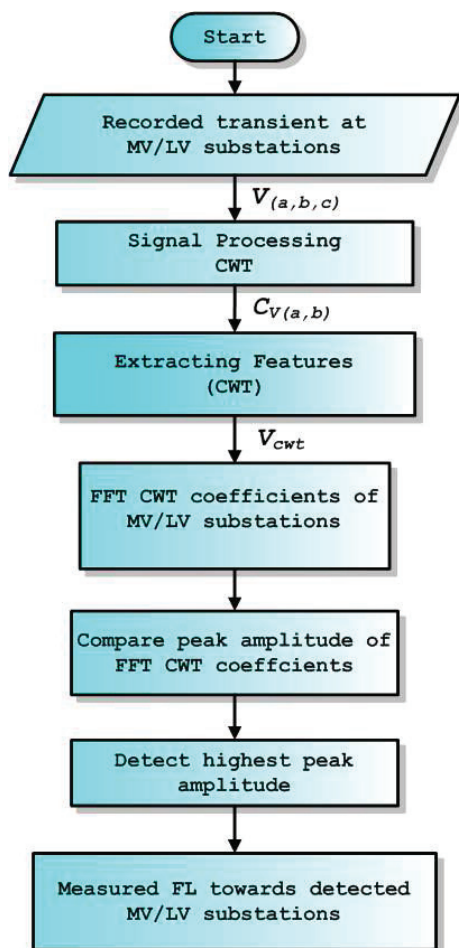 Start
Recorded transient at
MV/LV substations
V(a,b,c)
Signal Processing
CWT
CV(a,b)
Extracting Features
(CWT)
Vcwt
FFT CWT coefficients of
MV/LV substations
Compare peak amplitude of
FFT CWT coeffcients
Detect highest peak
amplitude
Measured FL towards detected
MV/LV substations